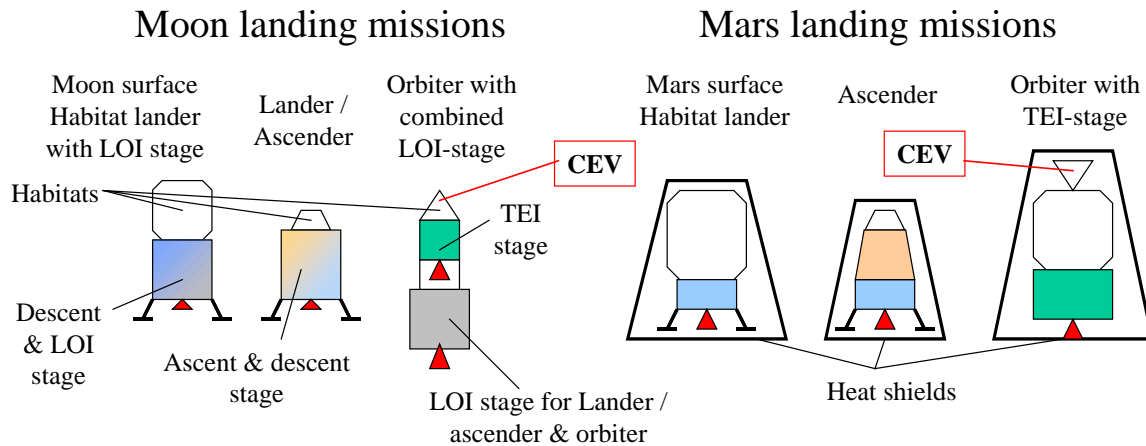 Moon landing missions
Mars landing missions
Moon surface
Habitat lander
with LOI stage
Lander /
Ascender
Orbiter with
combined
LOI-stage
Mars surface
Habitat lander
Ascender
Orbiter with
TEI-stage
CEV
CEV
Habitats
TEI
stage
Descent
& LOI
stage
Ascent & descent
stage
LOI stage for Lander /
ascender & orbiter
Heat shields